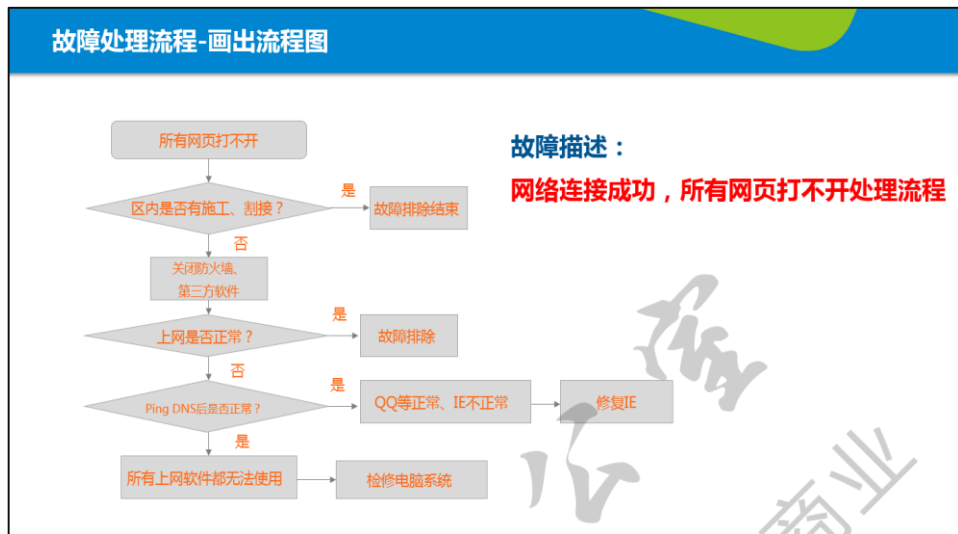 故障处理流程-画出流程图
所有网页打不开
故障描述：
网络连接成功，所有网页打不开处理流程
区内是否有施工、割接？
是
故障排除结束
否
关闭防火墙、
第三方软件
上网是否正常？
是
故障排除
否
Ping DNS后是否正常？
是
QQ等正常、IE不正常
修复IE
是
所有上网软件都无法使用
检修电脑系统
商业